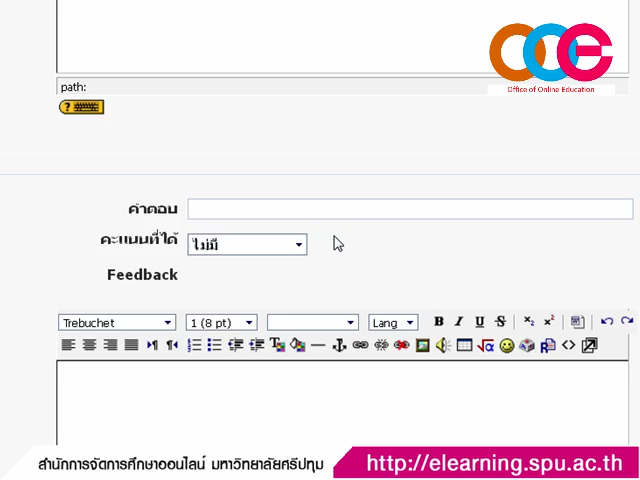 Office of Online Education
path:
คำตอบ
คะแนนที่ได้
ไม่มี
Feedback
Trebuchet
1 (8 pt)
Lang
B I U S x₂ x²
สำนักการจัดการศึกษาออนไลน์ มหาวิทยาลัยศรีปทุม
http://elearning.spu.ac.th